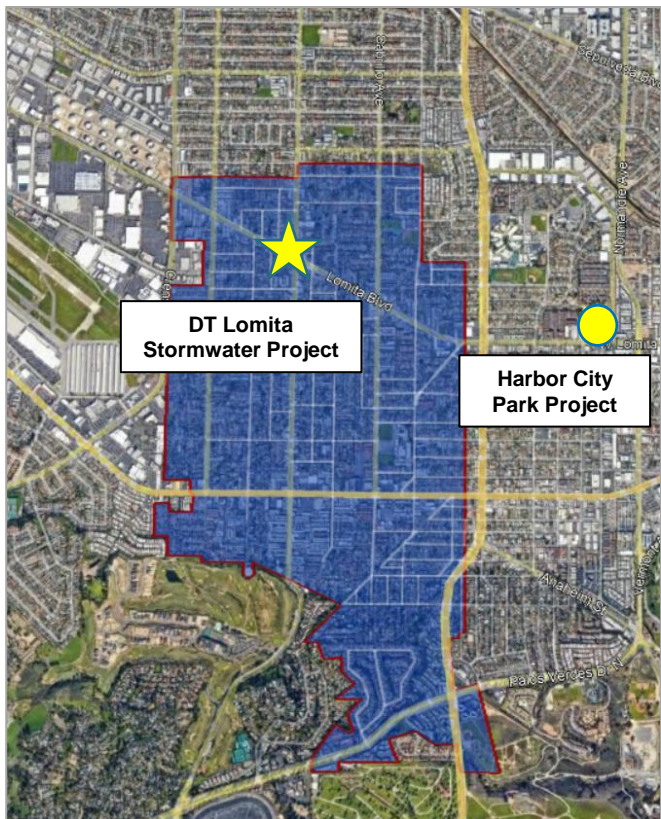 Sepulveda Blvd
Normandie Ave
Lomita Blvd
DT Lomita
Stormwater Project
Lomita
Harbor City
Park Project
Anaheim St
Palos Verdes Dr N